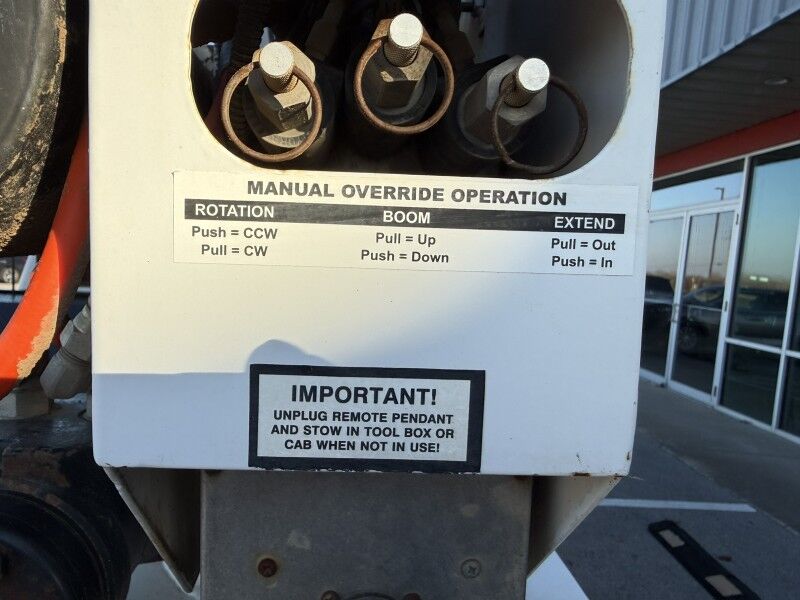 MANUAL OVERRIDE OPERATION
ROTATION BOOM EXTEND
Push = CCW Pull = Up Pull = Out
Pull = CW Push = Down Push = In
IMPORTANT!
UNPLUG REMOTE PENDANT
AND STOW IN TOOL BOX OR
CAB WHEN NOT IN USE!